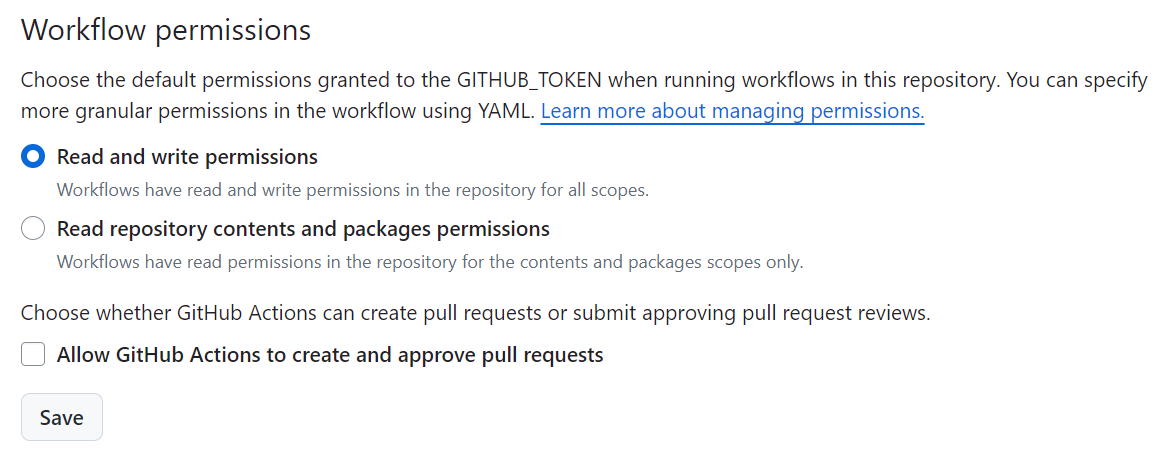 Workflow permissions
Choose the default permissions granted to the GITHUB_TOKEN when running workflows in this repository. You can specify
more granular permissions in the workflow using YAML. Learn more about managing permissions.
Read and write permissions
Workflows have read and write permissions in the repository for all scopes.
Read repository contents and packages permissions
Workflows have read permissions in the repository for the contents and packages scopes only.
Choose whether GitHub Actions can create pull requests or submit approving pull request reviews.
Allow GitHub Actions to create and approve pull requests
Save